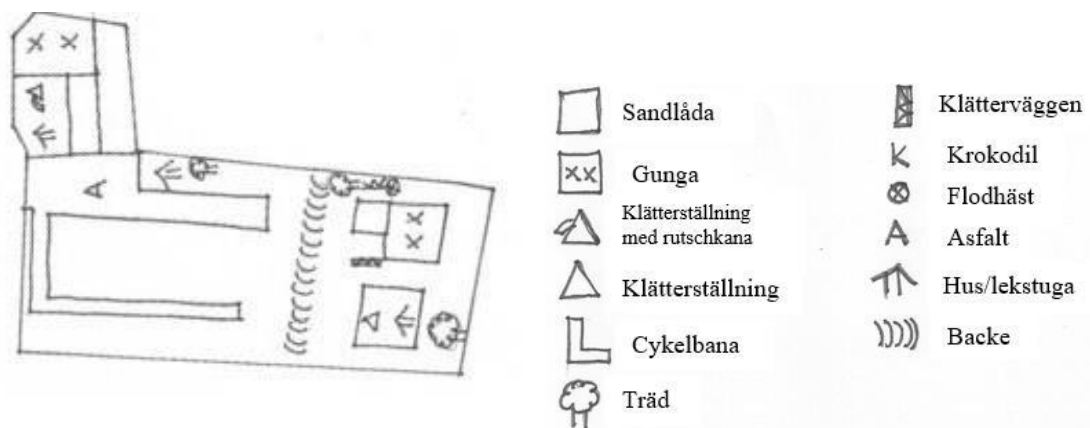 Sandlåda
Gunga
Klätterställning
med rutschkana
Klätterställning
Cykelbana
Träd
Klätterväggen
Krokodil
Flodhäst
Asfalt
Hus/lekstuga
Backe